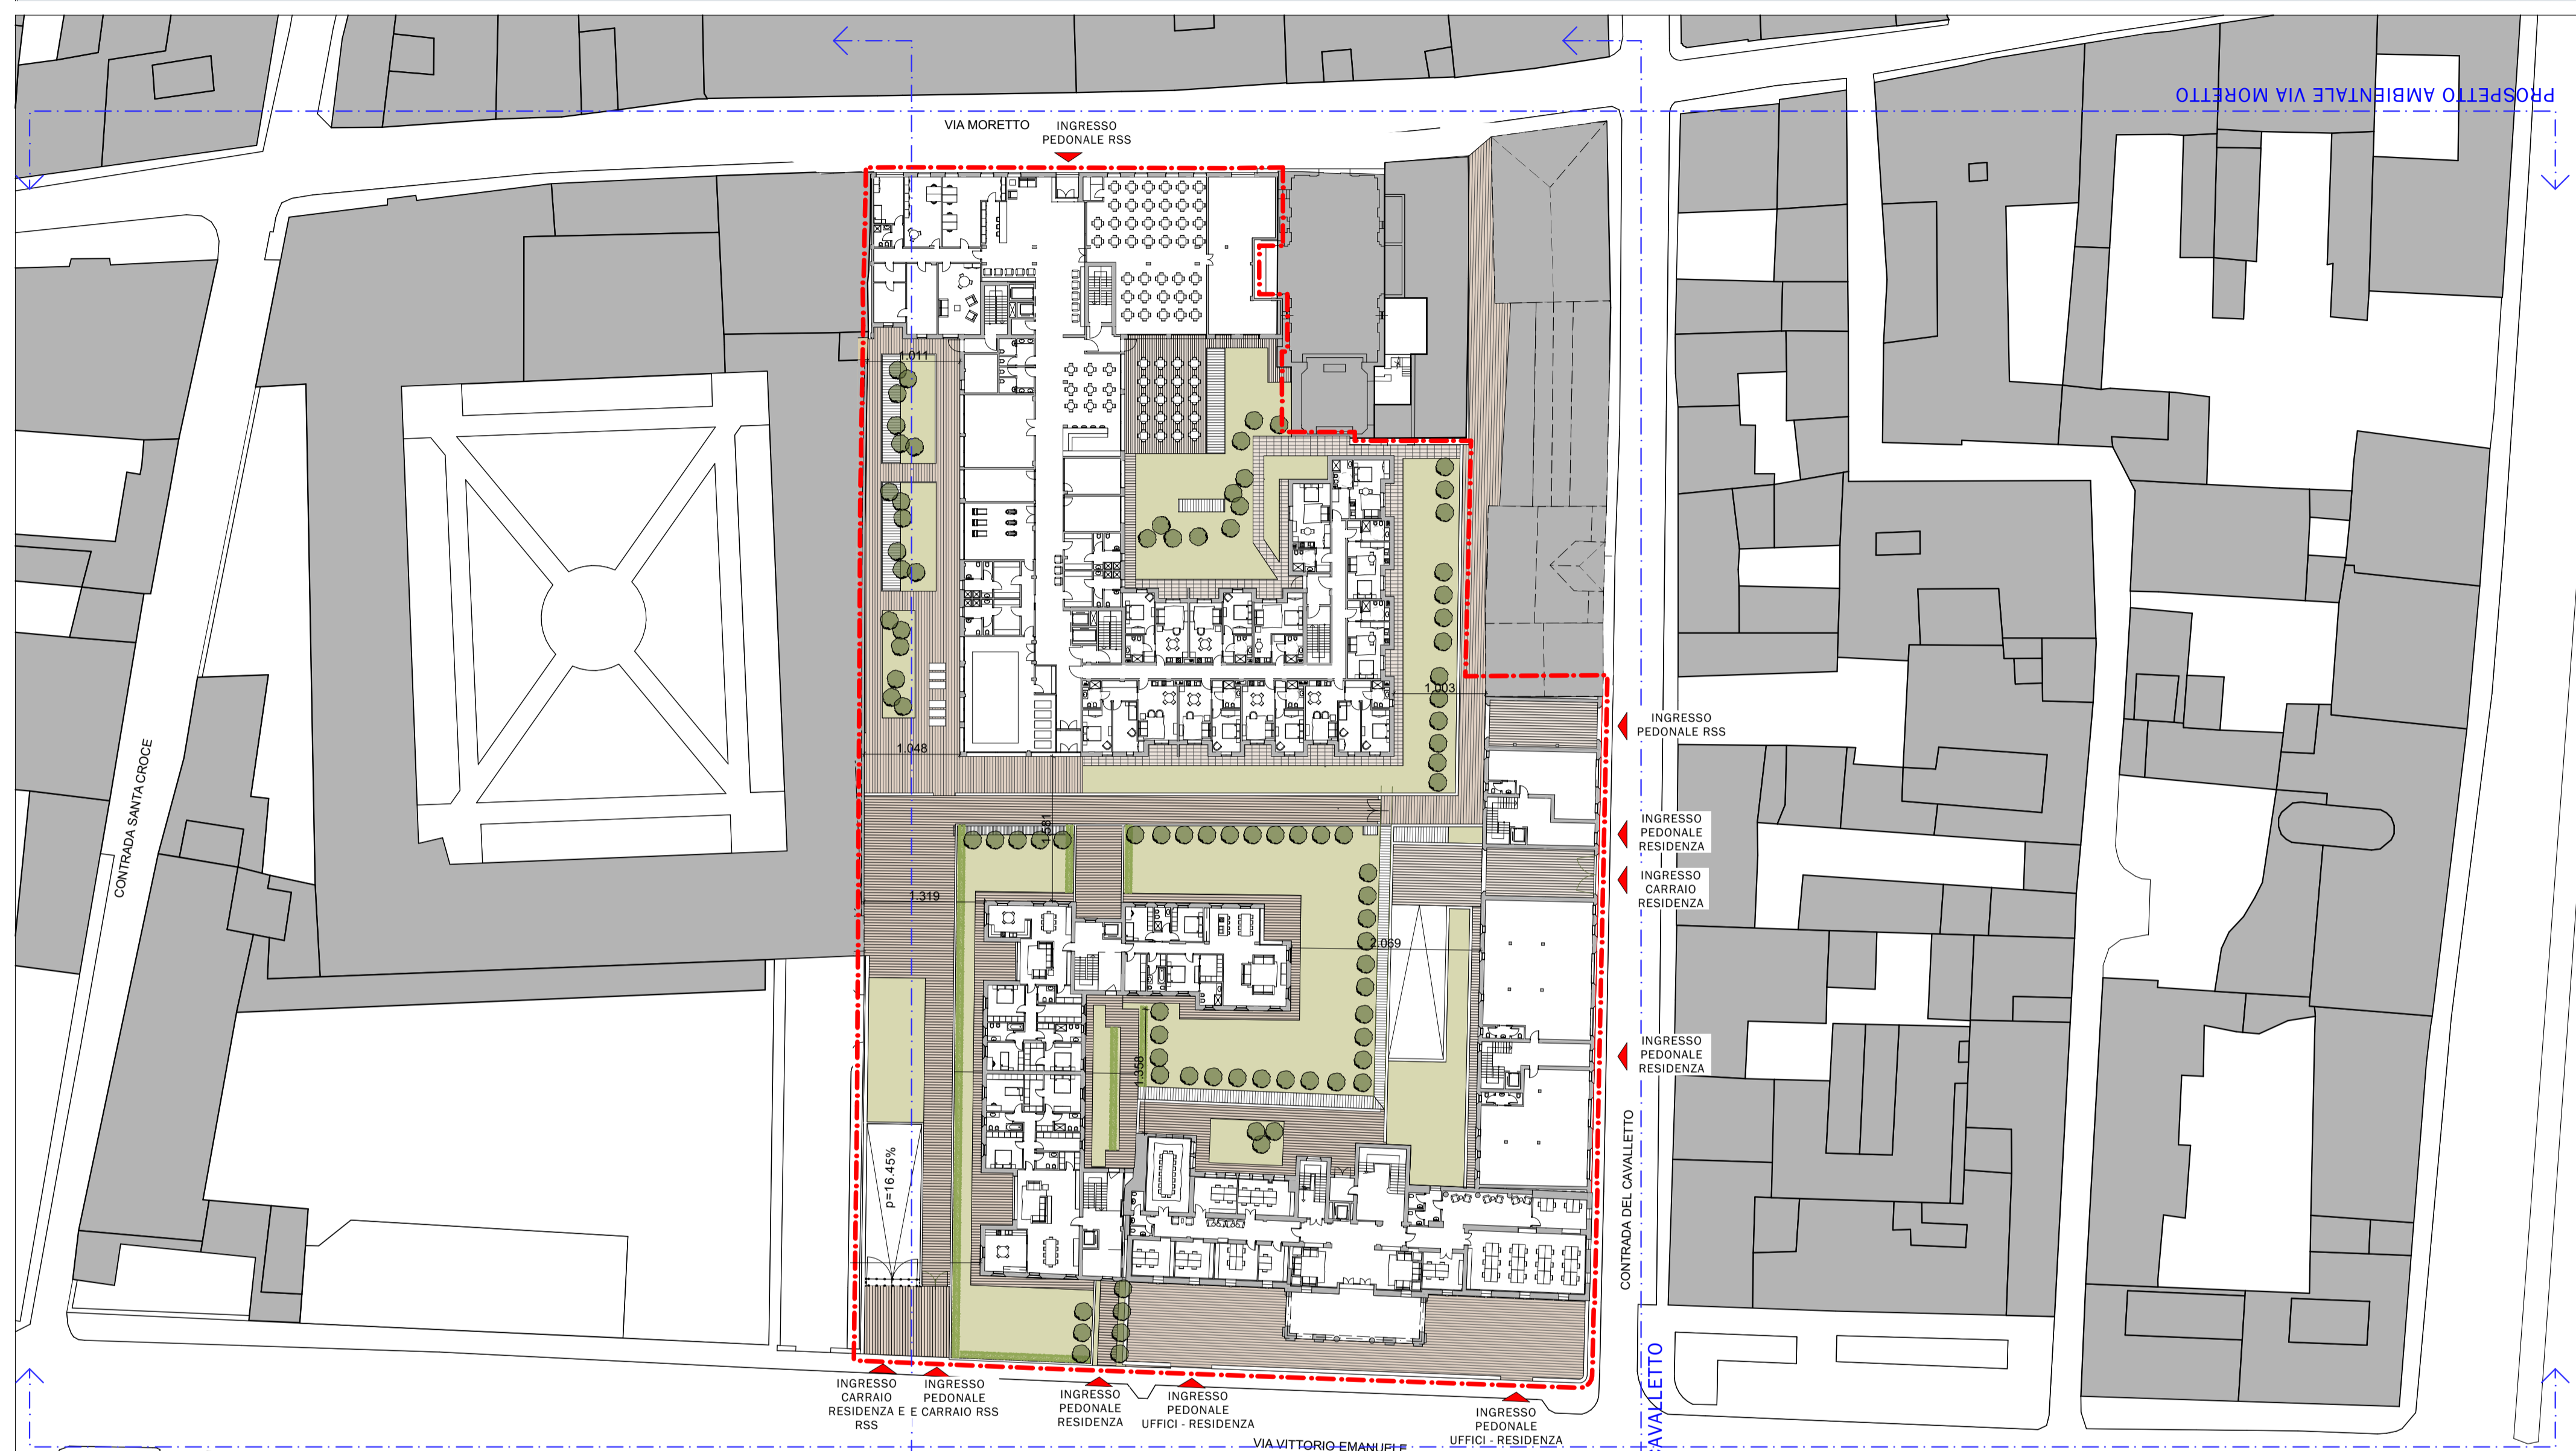 PROSPETTO AMBIENTALE VIA MORETTO
VIA MORETTO
INGRESSO
PEDONALE RSS
1.011
1.003
INGRESSO
PEDONALE RSS
1.048
CONTRADA SANTA CROCE
1.581
INGRESSO
PEDONALE
RESIDENZA
INGRESSO
CARRAIO
RESIDENZA
1.319
2.069
INGRESSO
PEDONALE
RESIDENZA
1.358
CONTRADA DEL CAVALLETTO
p=16.45%
INGRESSO
CARRAIO
RESIDENZA E
RSS
INGRESSO
PEDONALE
E CARRAIO RSS
INGRESSO
PEDONALE
RESIDENZA
INGRESSO
PEDONALE
UFFICI - RESIDENZA
INGRESSO
PEDONALE
UFFICI - RESIDENZA
CAVALLETTO
VIA VITTORIO EMANUELE